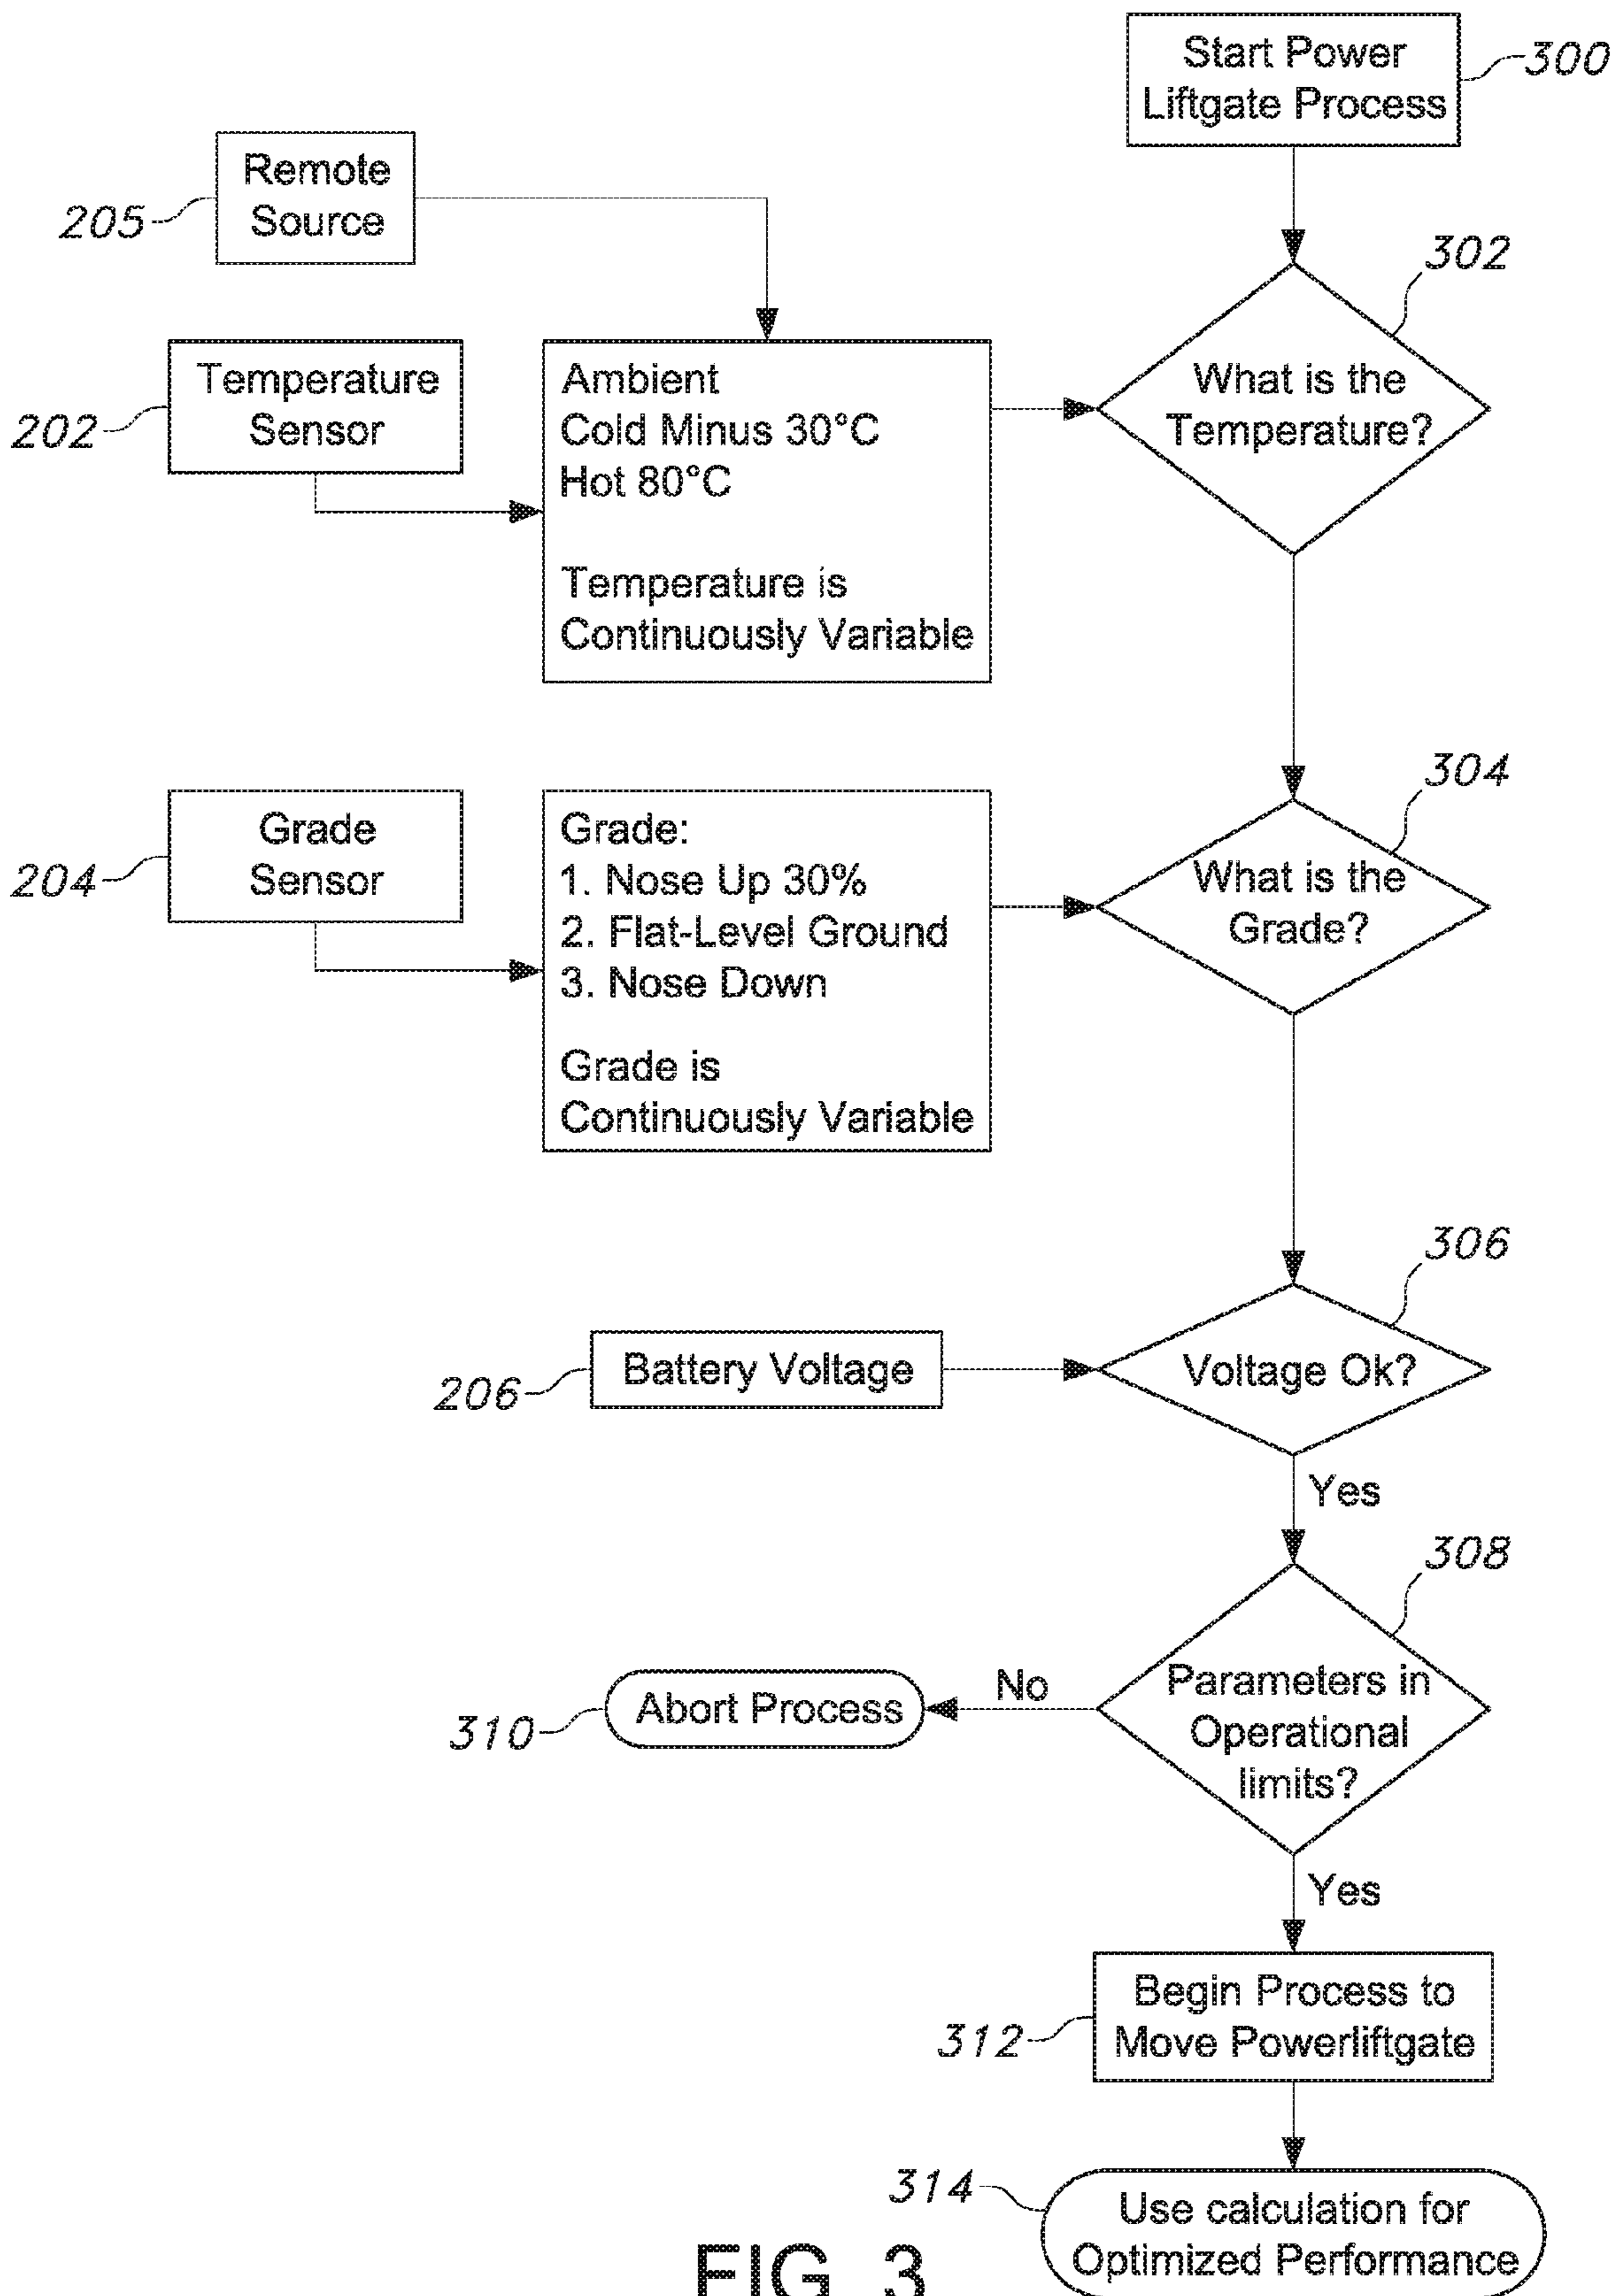 Start Power
Liftgate Process
300
Remote
Source
205
302
Temperature
Sensor
202
Ambient
Cold Minus 30°C
Hot 80°C
Temperature is
Continuously Variable
What is the
Temperature?
304
Grade
Sensor
204
Grade:
1. Nose Up 30%
2. Flat-Level Ground
3. Nose Down
Grade is
Continuously Variable
What is the
Grade?
306
Battery Voltage
206
Voltage Ok?
Yes
308
Parameters in
Operational
limits?
No
Abort Process
310
Yes
Begin Process to
Move Powerliftgate
312
314
Use calculation for
Optimized Performance
FIG. 3